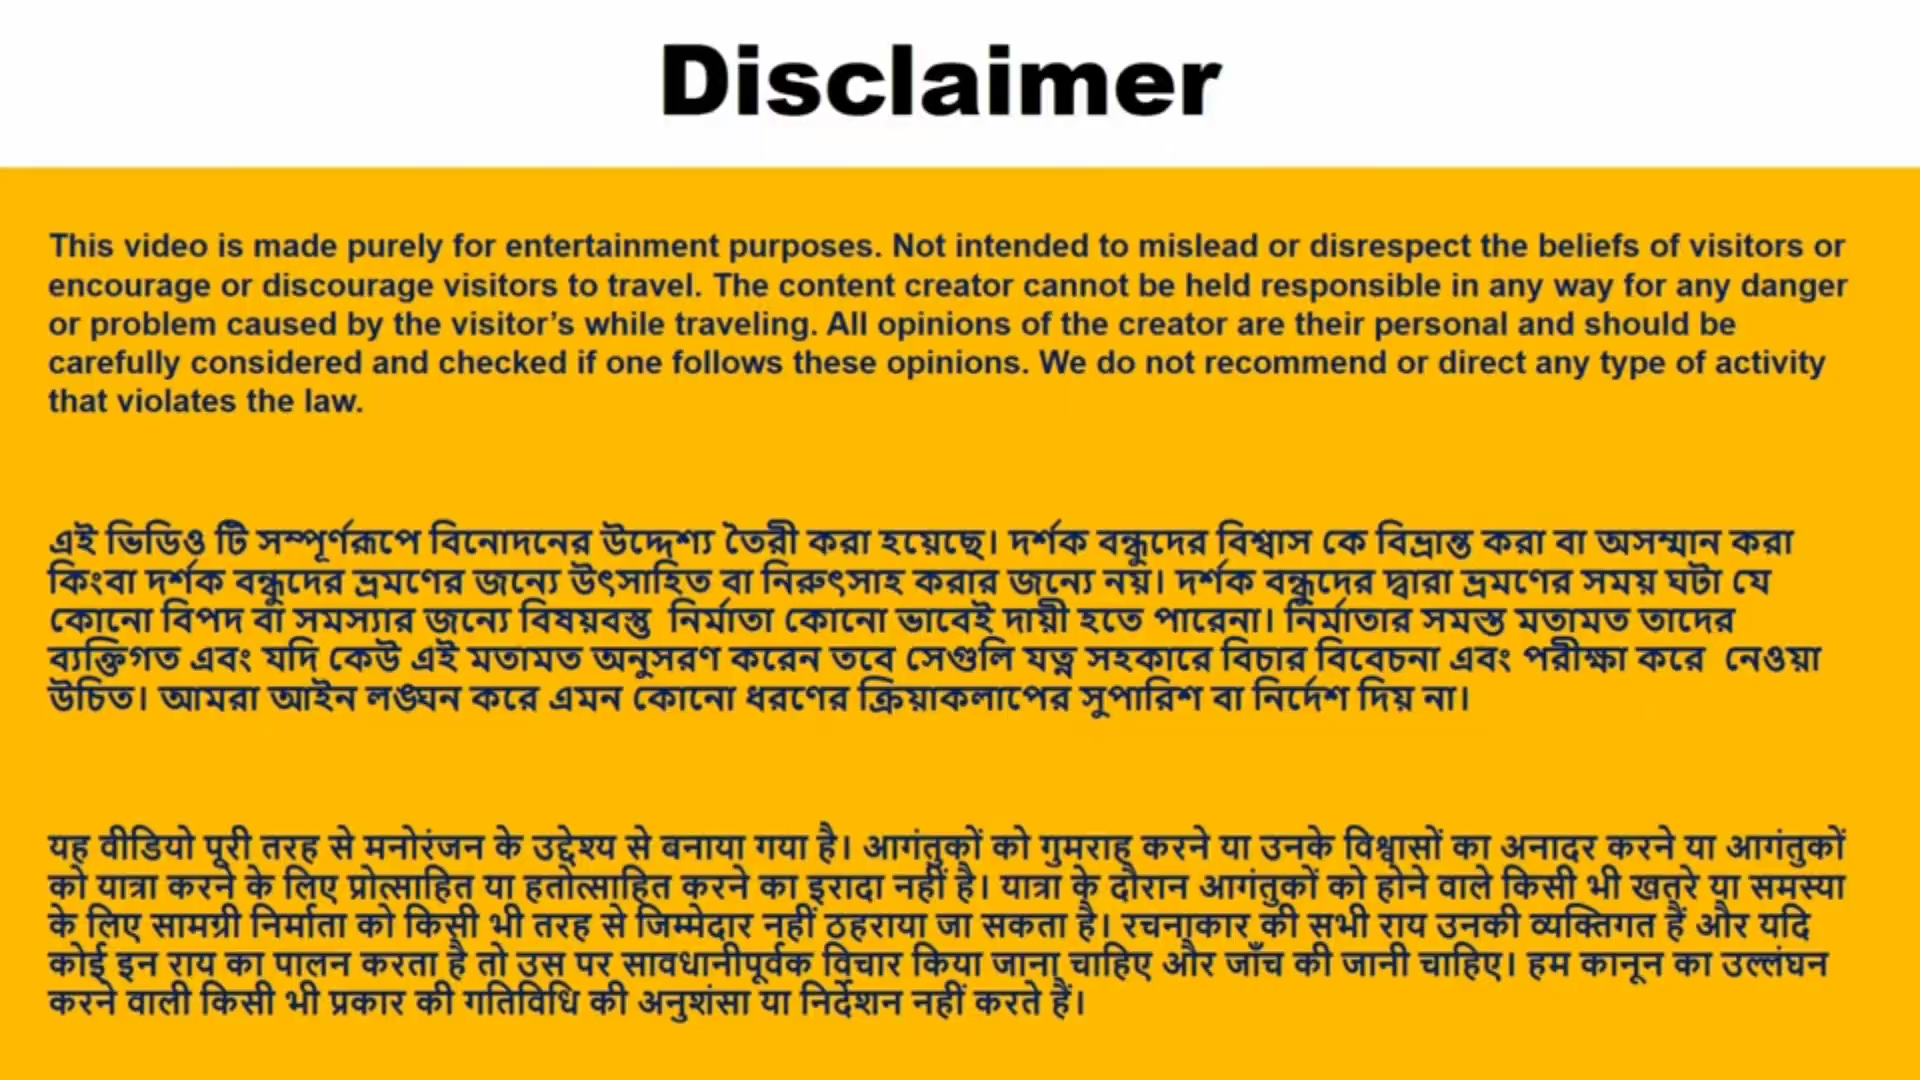 Disclaimer
This video is made purely for entertainment purposes. Not intended to mislead or disrespect the beliefs of visitors or
encourage or discourage visitors to travel. The content creator cannot be held responsible in any way for any danger
or problem caused by the visitor’s while traveling. All opinions of the creator are their personal and should be
carefully considered and checked if one follows these opinions. We do not recommend or direct any type of activity
that violates the law.
এই ভিডিও টি সম্পূর্ণরূপে বিনোদনের উদ্দেশ্য তৈরী করা হয়েছে। দর্শক বন্ধুদের বিশ্বাস কে বিভ্রান্ত করা বা অসম্মান করা
কিংবা দর্শক বন্ধুদের ভ্রমণের জন্যে উৎসাহিত বা নিরুৎসাহ করার জন্যে নয়। দর্শক বন্ধুদের দ্বারা ভ্রমণের সময় ঘটা যে
কোনো বিপদ বা সমস্যার জন্যে বিষয়বস্তু নির্মাতা কোনো ভাবেই দায়ী হতে পারেনা। নির্মাতার সমস্ত মতামত তাদের
ব্যক্তিগত এবং যদি কেউ এই মতামত অনুসরণ করেন তবে সেগুলি যত্ন সহকারে বিচার বিবেচনা এবং পরীক্ষা করে নেওয়া
উচিত। আমরা আইন লঙ্ঘন করে এমন কোনো ধরণের ক্রিয়াকলাপের সুপারিশ বা নির্দেশ দিয় না।
यह वीडियो पूरी तरह से मनोरंजन के उद्देश्य से बनाया गया है। आगंतुकों को गुमराह करने या उनके विश्वासों का अनादर करने या आगंतुकों
को यात्रा करने के लिए प्रोत्साहित या हतोत्साहित करने का इरादा नहीं है। यात्रा के दौरान आगंतुकों को होने वाले किसी भी खतरे या समस्या
के लिए सामग्री निर्माता को किसी भी तरह से जिम्मेदार नहीं ठहराया जा सकता है। रचनाकार की सभी राय उनकी व्यक्तिगत हैं और यदि
कोई इन राय का पालन करता है तो उस पर सावधानीपूर्वक विचार किया जाना चाहिए और जाँच की जानी चाहिए। हम कानून का उल्लंघन
करने वाली किसी भी प्रकार की गतिविधि की अनुशंसा या निर्देशन नहीं करते हैं।